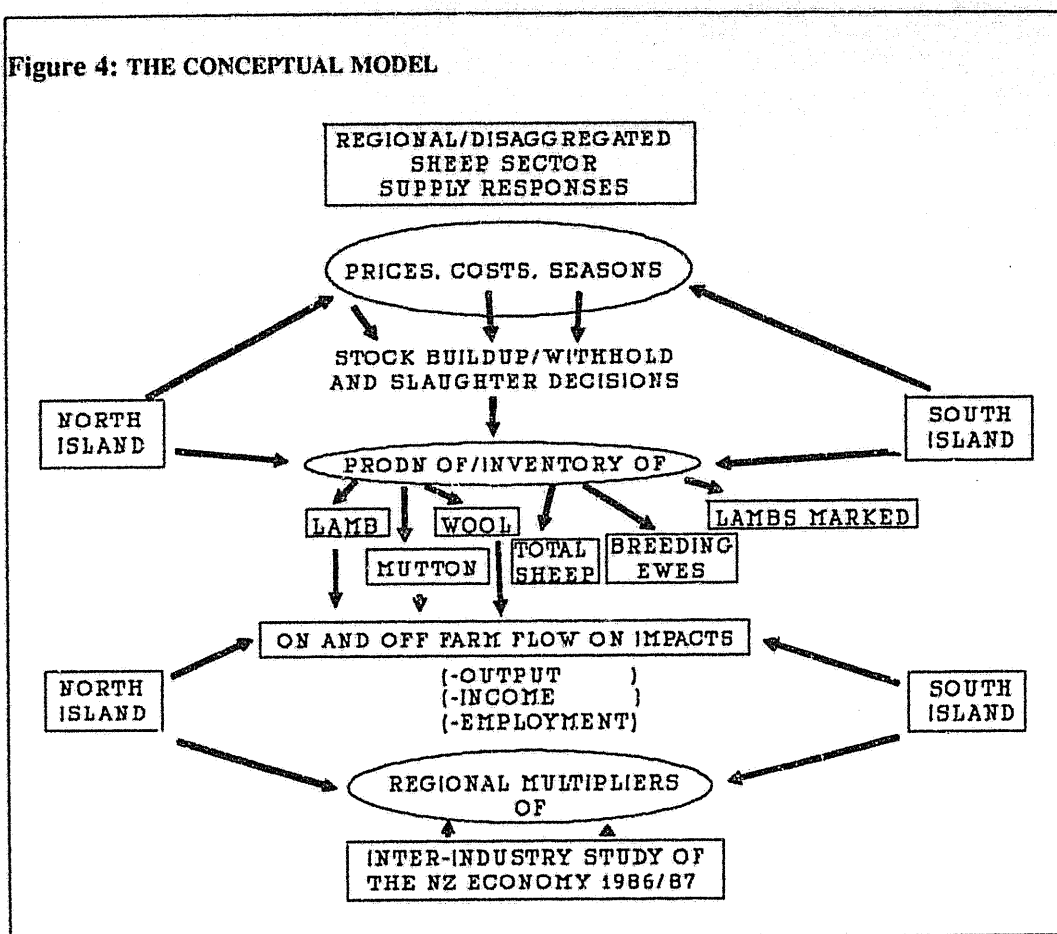 Figure 4: THE CONCEPTUAL MODEL
REGIONAL/DISAGGREGATED
SHEEP SECTOR
SUPPLY RESPONSES
PRICES, COSTS, SEASONS
STOCK BUILDUP/WITHHOLD
AND SLAUGHTER DECISIONS
NORTH
ISLAND
SOUTH
ISLAND
PRODN OF/INVENTORY OF
LAMB
WOOL
LAMBS MARKED
MUTTON
TOTAL
SHEEP
BREEDING
EWES
ON AND OFF FARM FLOW ON IMPACTS
(-OUTPUT )
(-INCOME )
(-EMPLOYMENT)
NORTH
ISLAND
SOUTH
ISLAND
REGIONAL MULTIPLIERS
OF
INTER-INDUSTRY STUDY OF
THE NZ ECONOMY 1986/87